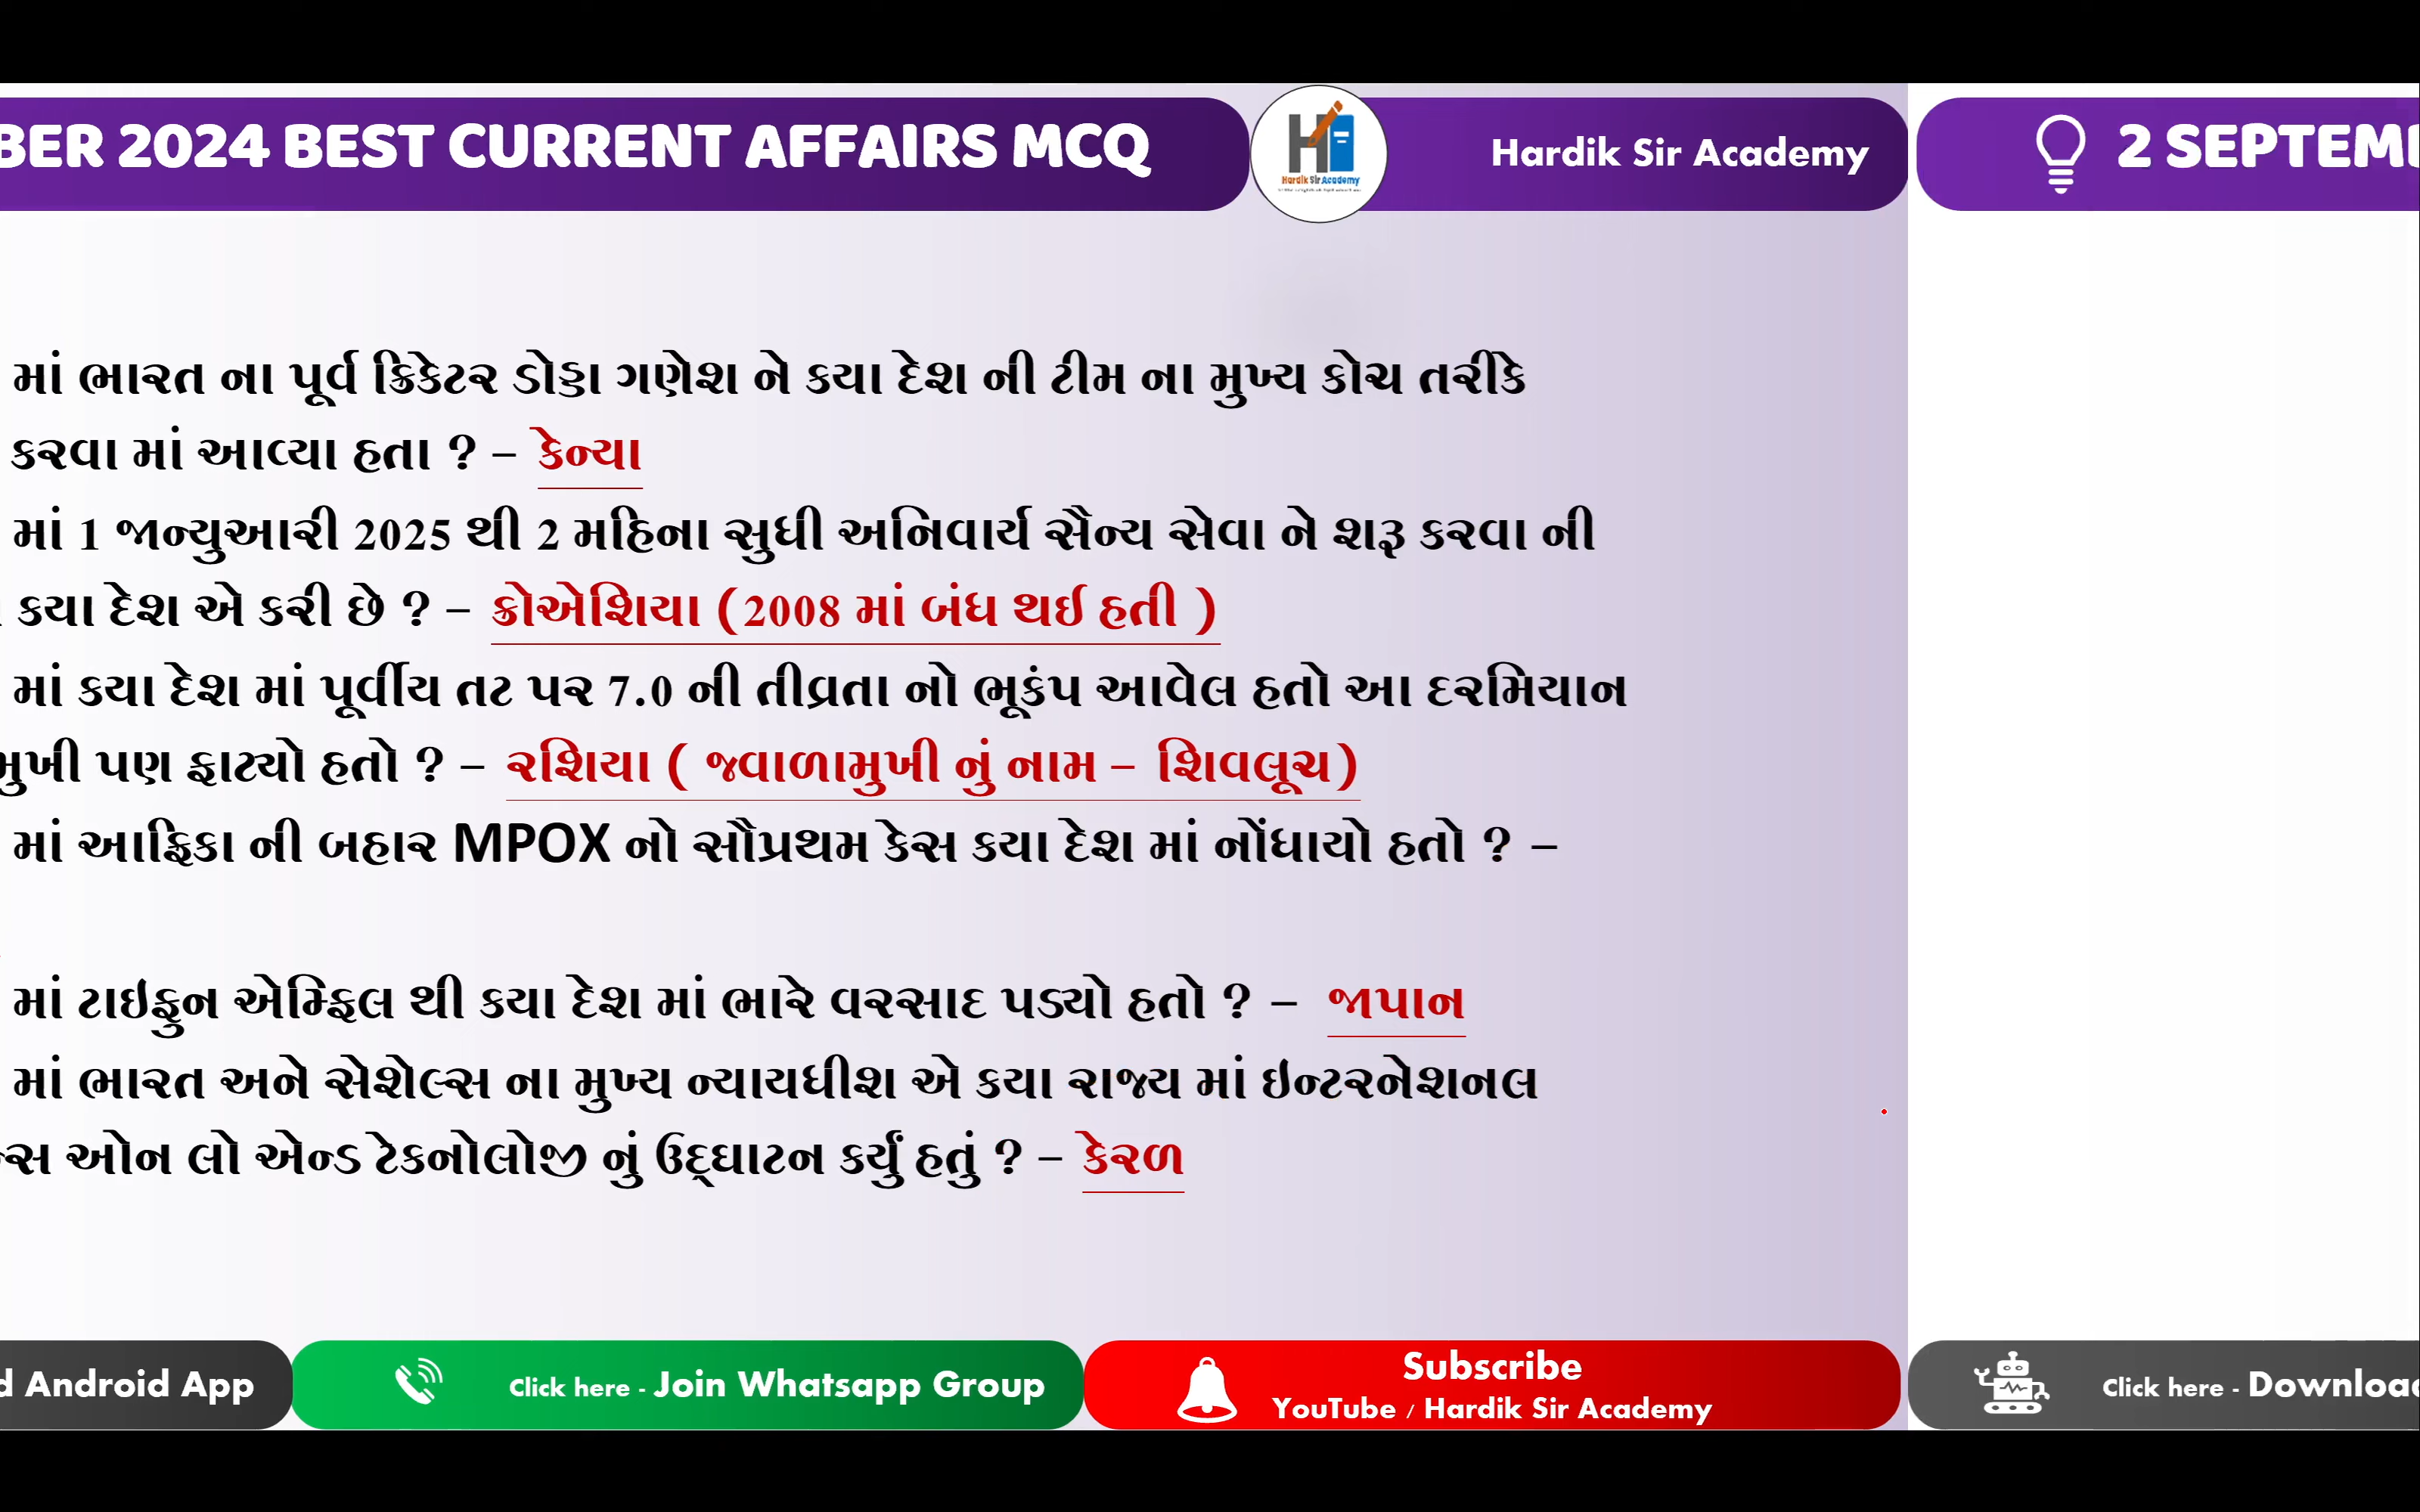 BER 2024 BEST CURRENT AFFAIRS MCQ
Hardik Sir Academy
Hardik Sir Academy
2 SEPTEM
માં ભારત ના પૂર્વ ક્રિકેટર ડોડ્ડા ગણેશ ને કયા દેશ ની ટીમ ના મુખ્ય કોચ તરીકે
કરવા માં આવ્યા હતા ? – કેન્યા
માં 1 જાન્યુઆરી 2025 થી 2 મહિના સુધી અનિવાર્ય સૈન્ય સેવા ને શરૂ કરવા ની
કયા દેશ એ કરી છે ? – ક્રોએશિયા (2008 માં બંધ થઈ હતી )
માં કયા દેશ માં પૂર્વીય તટ પર 7.0 ની તીવ્રતા નો ભૂકંપ આવેલ હતો આ દરમિયાન
મુખી પણ ફાટ્યો હતો ? – રશિયા ( જ્વાળામુખી નું નામ – શિવલૂચ)
માં આફ્રિકા ની બહાર MPOX નો સૌપ્રથમ કેસ કયા દેશ માં નોંધાયો હતો ? –
માં ટાઇફુન એમ્પિલ થી કયા દેશ માં ભારે વરસાદ પડ્યો હતો ? – જાપાન
માં ભારત અને સેશેલ્સ ના મુખ્ય ન્યાયધીશ એ કયા રાજ્ય માં ઇન્ટરનેશનલ
ન્સ ઓન લો એન્ડ ટેકનોલોજી નું ઉદ્ઘાટન કર્યું હતું ? – કેરળ
d Android App
Click here - Join Whatsapp Group
Subscribe
YouTube / Hardik Sir Academy
Click here - Download